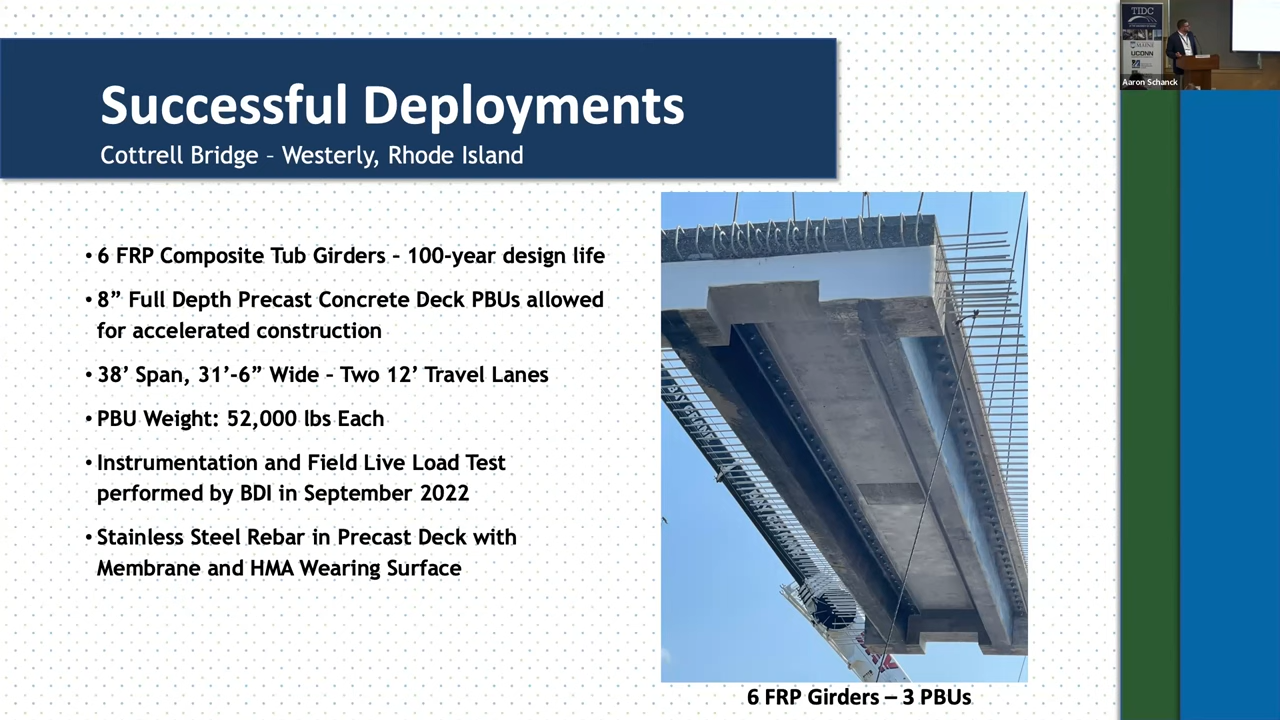 Successful Deployments
Cottrell Bridge – Westerly, Rhode Island
• 6 FRP Composite Tub Girders – 100-year design life
• 8” Full Depth Precast Concrete Deck PBUs allowed
for accelerated construction
• 38’ Span, 31’-6” Wide – Two 12’ Travel Lanes
• PBU Weight: 52,000 lbs Each
• Instrumentation and Field Live Load Test
performed by BDI in September 2022
• Stainless Steel Rebar in Precast Deck with
Membrane and HMA Wearing Surface
6 FRP Girders – 3 PBUs
TIDC
MAINE
UCONN
Aaron Schanck